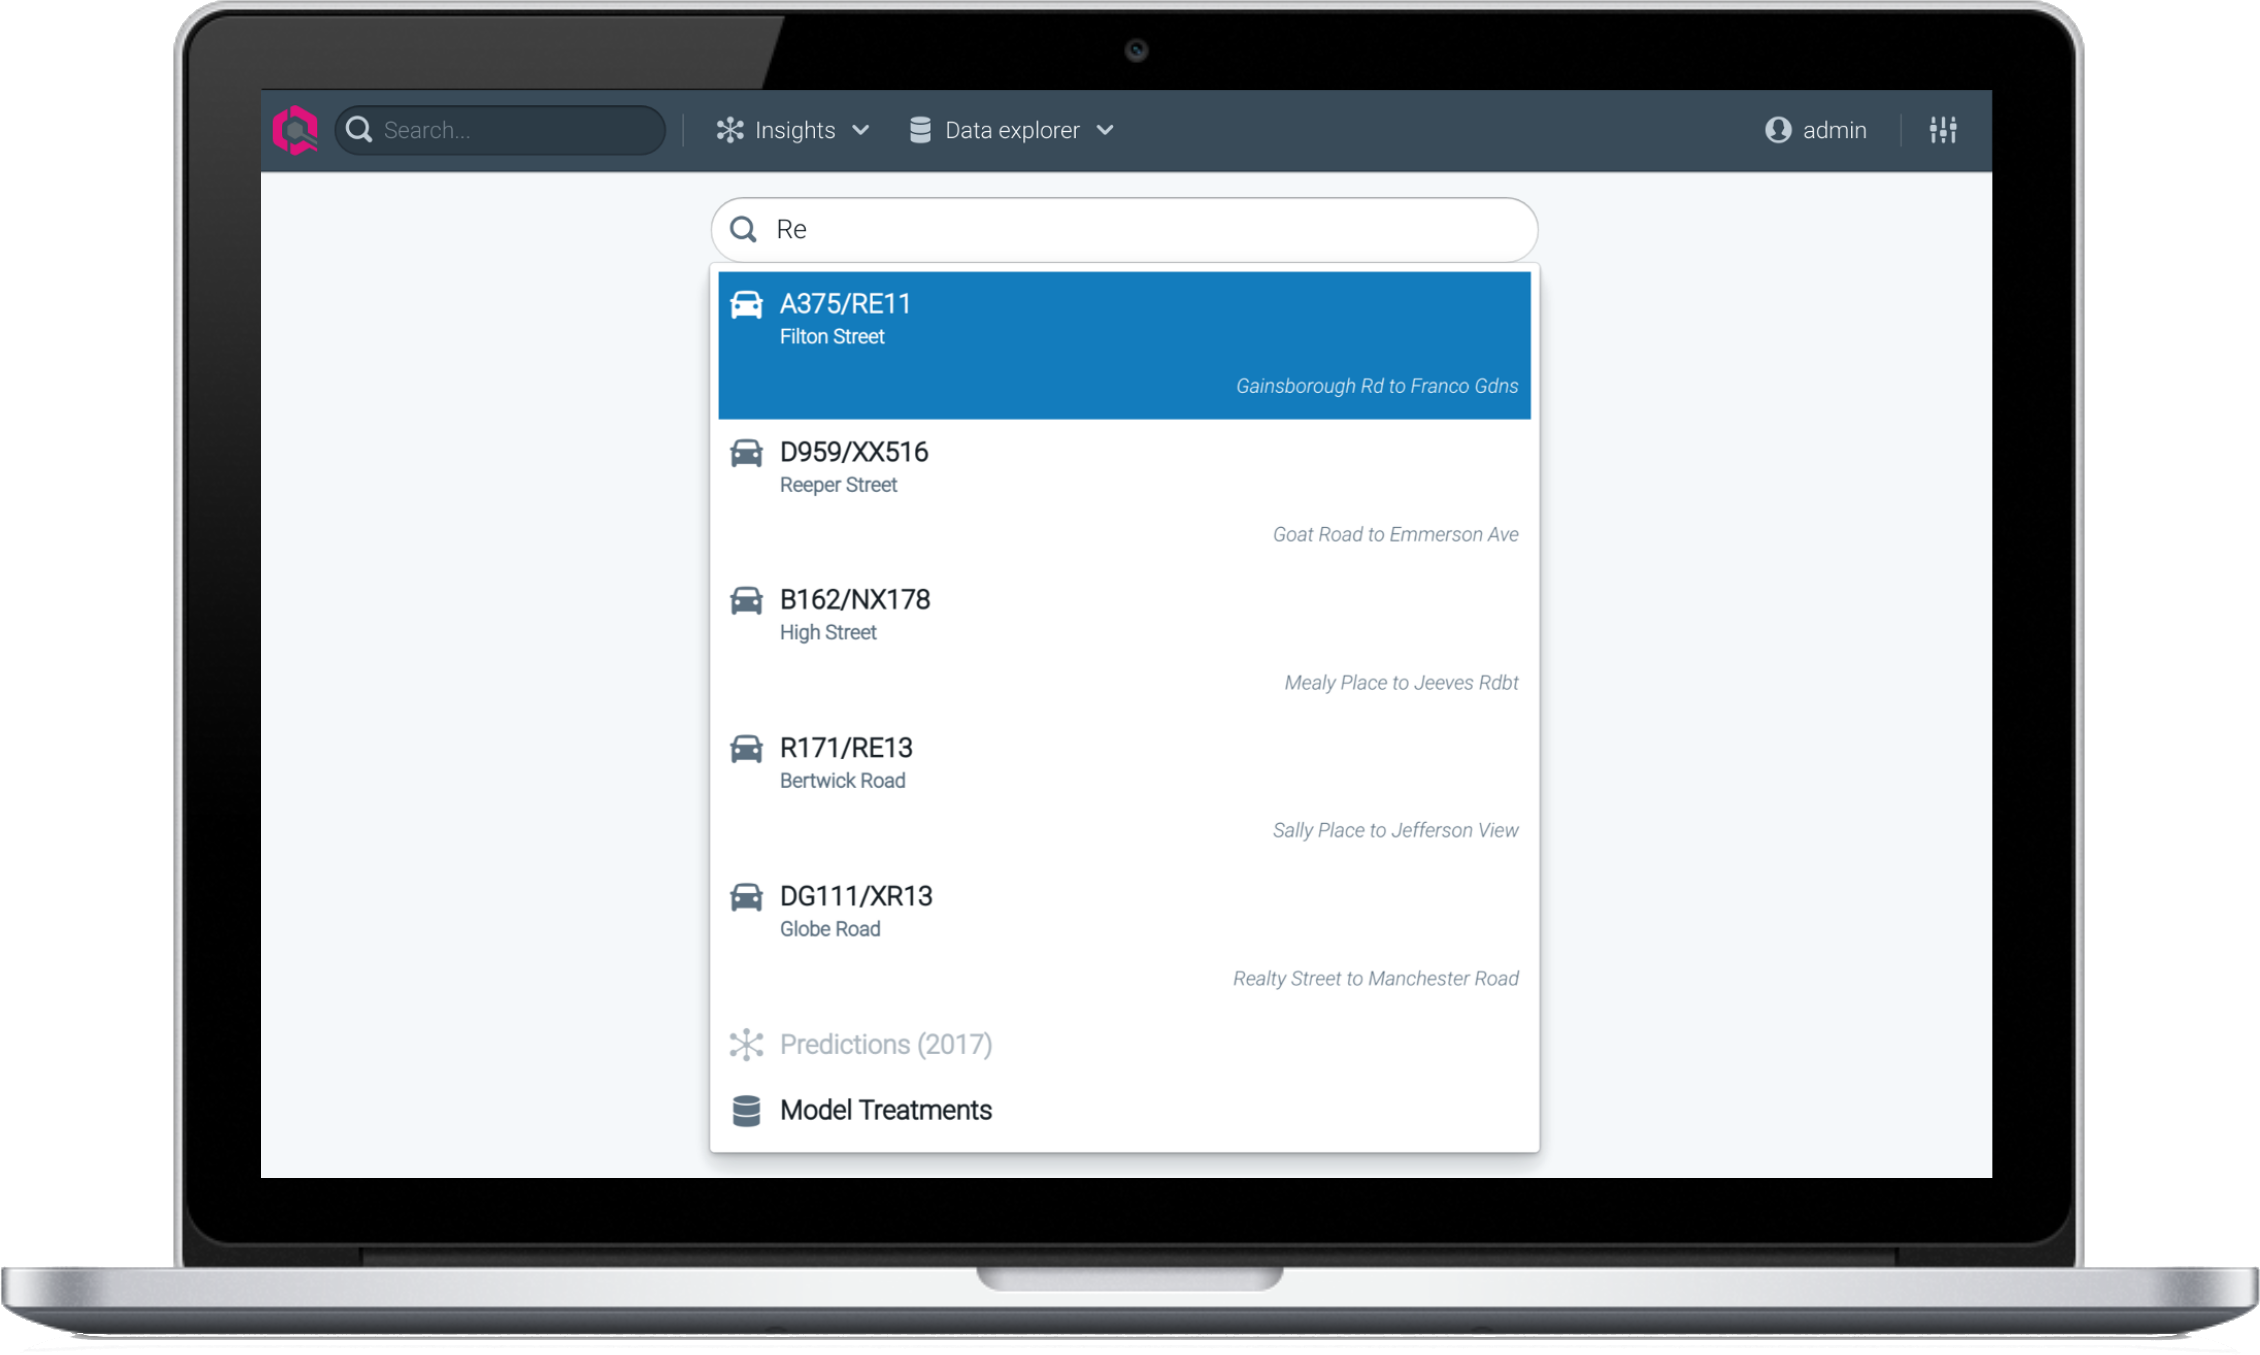 Search...
Insights
Data explorer
admin
Re
A375/RE11
Filton Street
Gainsborough Rd to Franco Gdns
D959/XX516
Reeper Street
Goat Road to Emmerson Ave
B162/NX178
High Street
Mealy Place to Jeeves Rdbt
R171/RE13
Bertwick Road
Sally Place to Jefferson View
DG111/XR13
Globe Road
Realty Street to Manchester Road
Predictions (2017)
Model Treatments